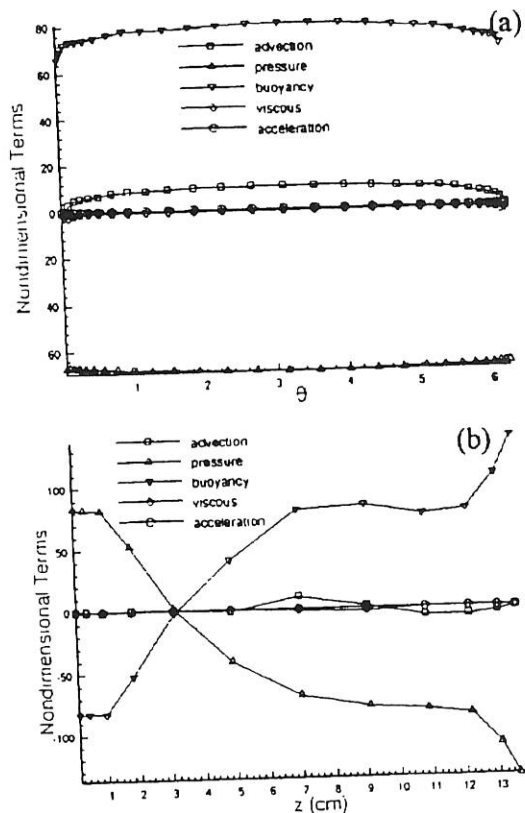 (a)
80
60
40
20
0
20
40
60
Nondimensional Terms
advection
pressure
buoyancy
viscous
acceleration
1 2 3 4 5 6
θ
(b)
advection
pressure
buoyancy
viscous
acceleration
100
50
0
-50
-100
Nondimensional Terms
1 2 3 4 5 6 7 8 9 10 11 12 13
z (cm)